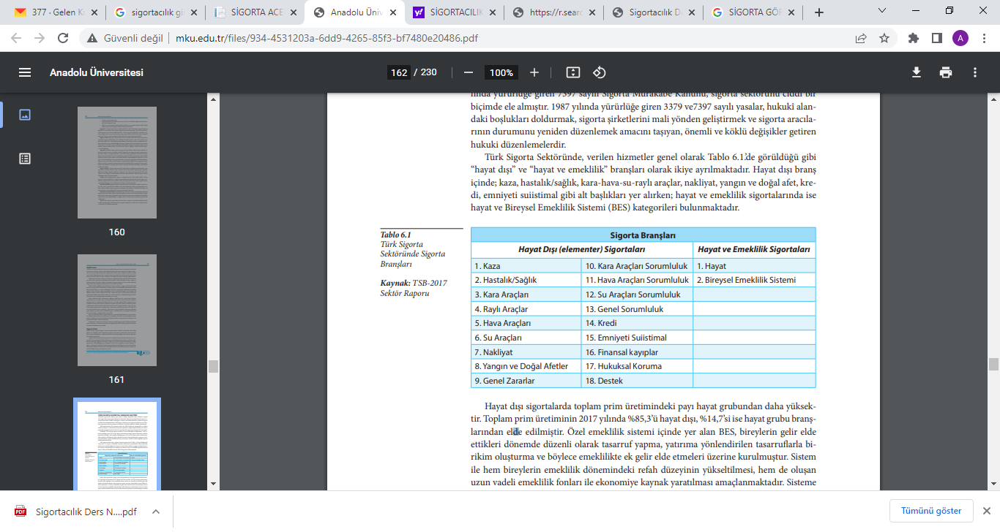 377 · Gelen K
sigortacılık gi
SİGORTA ACE
Anadolu Üniv
SİGORTACILIK
https://r.searc
Sigortacılık D
SİGORTA GÖF
Güvenli değil
mku.edu.tr/files/934-4531203a-6dd9-4265-85f3-bf7480e20486.pdf
A
Anadolu Üniversitesi
162 / 230
100%
160
161
lında yürürlüğe giren 7397 sayılı Sigorta Murakabe Kanunu, sigorta sektörünü ciddi bir
biçimde ele almıştır. 1987 yılında yürürlüğe giren 3379 ve7397 sayılı yasalar, hukuki alan-
daki boşlukları doldurmak, sigorta şirketlerini mali yönden geliştirmek ve sigorta aracıla-
rının durumunu yeniden düzenlemek amacını taşıyan, önemli ve köklü değişikler getiren
hukuki düzenlemelerdir.
Türk Sigorta Sektöründe, verilen hizmetler genel olarak Tablo 6.1.'de görüldüğü gibi
“hayat dışı” ve “hayat ve emeklilik” branşları olarak ikiye ayrılmaktadır. Hayat dışı branş
içinde; kaza, hastalık/sağlık, kara-hava-su-raylı araçlar, nakliyat, yangın ve doğal afet, kre-
di, emniyeti suiistimal gibi alt başlıkları yer alırken; hayat ve emeklilik sigortalarında ise
hayat ve Bireysel Emeklilik Sistemi (BES) kategorileri bulunmaktadır.
Tablo 6.1
Türk Sigorta
Sektöründe Sigorta
Branşları
Kaynak: TSB-2017
Sektör Raporu
Sigorta Branşları
Hayat Dışı (elementer) Sigortaları
Hayat ve Emeklilik Sigortaları
1. Kaza
10. Kara Araçları Sorumluluk
1. Hayat
2. Hastalık/Sağlık
11. Hava Araçları Sorumluluk
2. Bireysel Emeklilik Sistemi
3. Kara Araçları
12. Su Araçları Sorumluluk
4. Raylı Araçlar
13. Genel Sorumluluk
5. Hava Araçları
14. Kredi
6. Su Araçları
15. Emniyeti Suiistimal
7. Nakliyat
16. Finansal kayıplar
8. Yangın ve Doğal Afetler
17. Hukuksal Koruma
9. Genel Zararlar
18. Destek
Hayat dışı sigortalarda toplam prim üretimindeki payı hayat grubundan daha yüksek-
tir. Toplam prim üretiminin 2017 yılında %85,3'ü hayat dışı, %14,7'si ise hayat grubu branş-
larından elde edilmiştir. Özel emeklilik sistemi içinde yer alan BES, bireylerin gelir elde
ettikleri dönemde düzenli olarak tasarruf yapma, yatırıma yönlendirilen tasarruflarla bi-
rikim oluşturma ve böylece emeklilikte ek gelir elde etmeleri üzerine kurulmuştur. Sistem
ile hem bireylerin emeklilik dönemindeki refah düzeyinin yükseltilmesi, hem de oluşan
uzun vadeli emeklilik fonları ile ekonomiye kaynak yaratılması amaçlanmaktadır. Sisteme
PDF
Sigortacılık Ders N....pdf
Tümünü göster